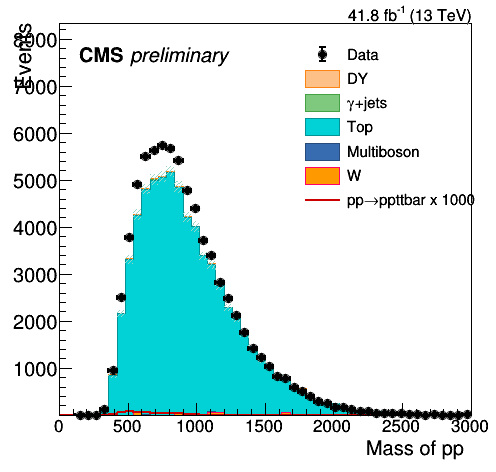 41.8 fb-1 (13 TeV)
Events
CMS preliminary
Data
DY
γ+jets
Top
Multiboson
W
pp→ppttbar x 1000
8000
7000
6000
5000
4000
3000
2000
1000
0 500 1000 1500 2000 2500 3000
Mass of pp